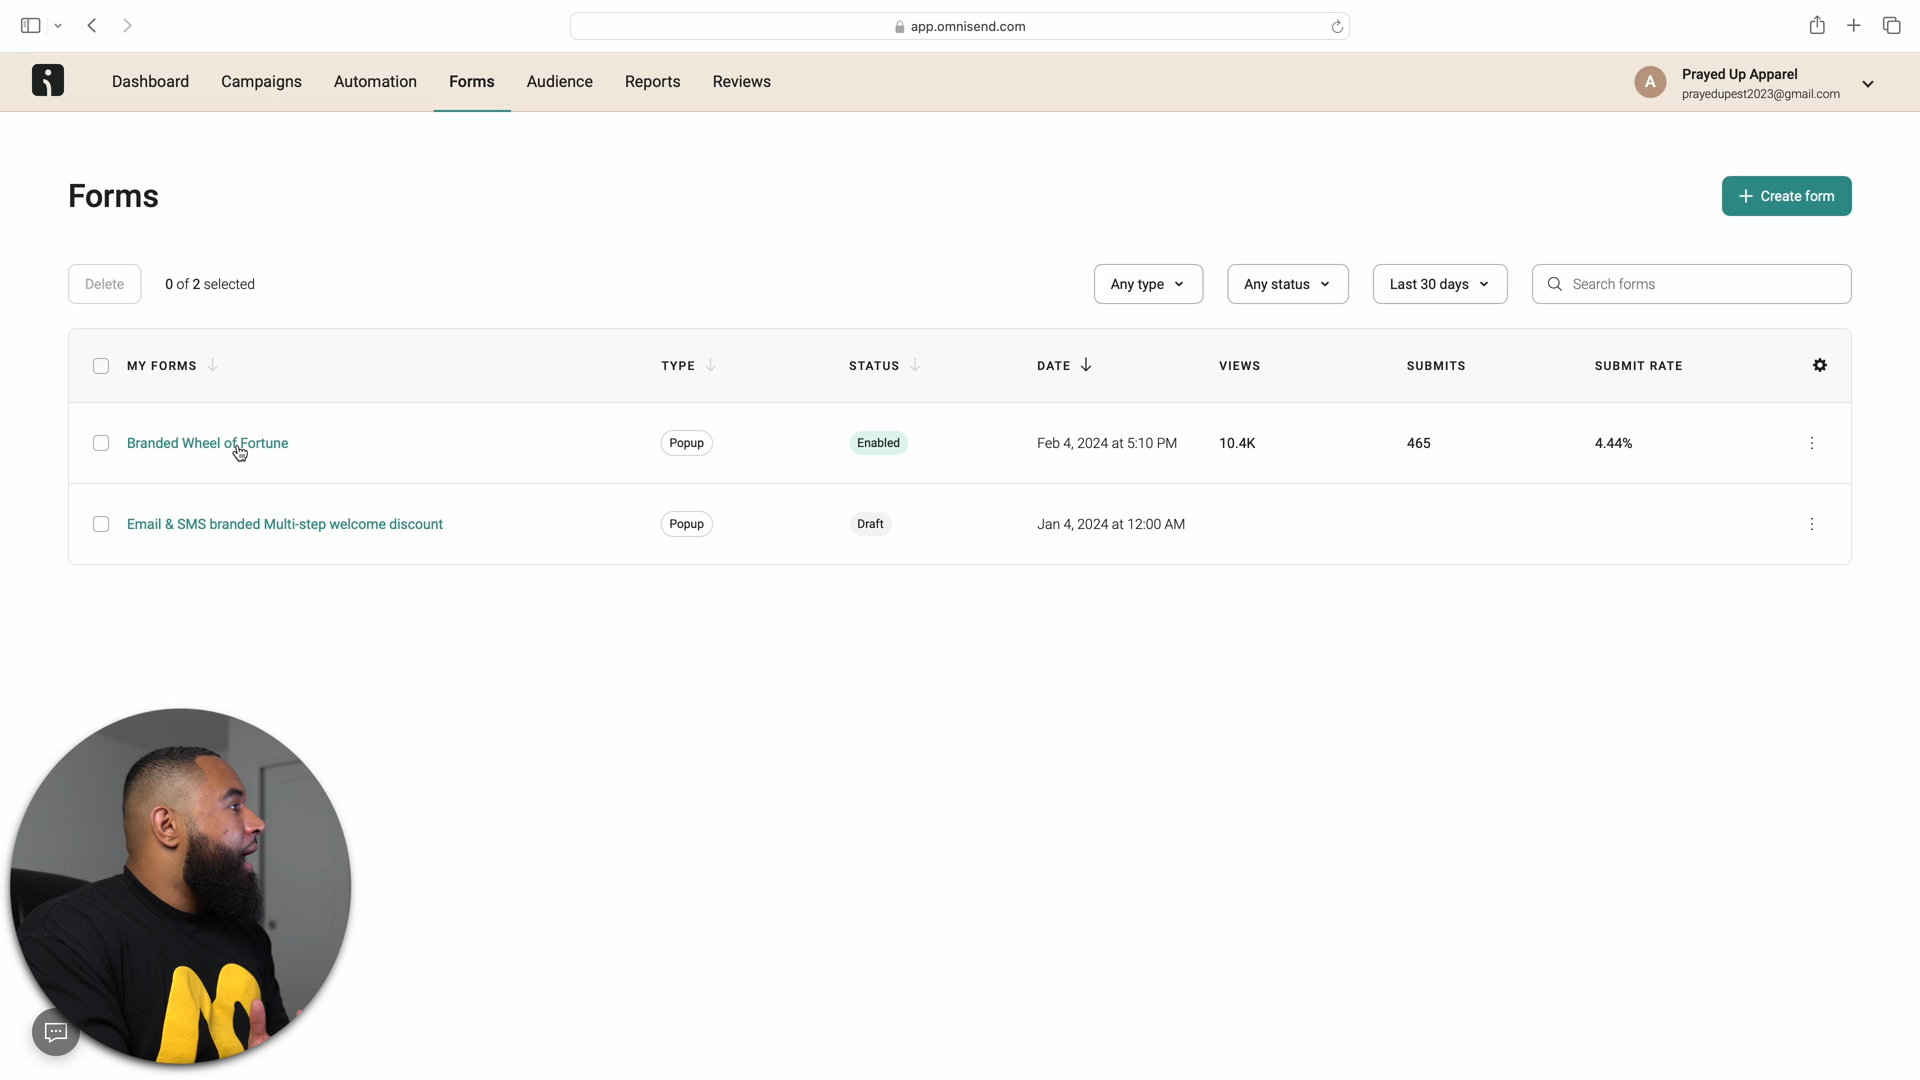 app.omnisend.com
Dashboard Campaigns Automation Forms Audience Reports Reviews
A Prayed Up Apparel
prayedupest2023@gmail.com
Forms
+ Create form
Delete 0 of 2 selected Any type Any status Last 30 days Search forms
MY FORMS TYPE STATUS DATE VIEWS SUBMITS SUBMIT RATE
Branded Wheel of Fortune Popup Enabled Feb 4, 2024 at 5:10 PM 10.4K 465 4.44%
Email & SMS branded Multi-step welcome discount Popup Draft Jan 4, 2024 at 12:00 AM